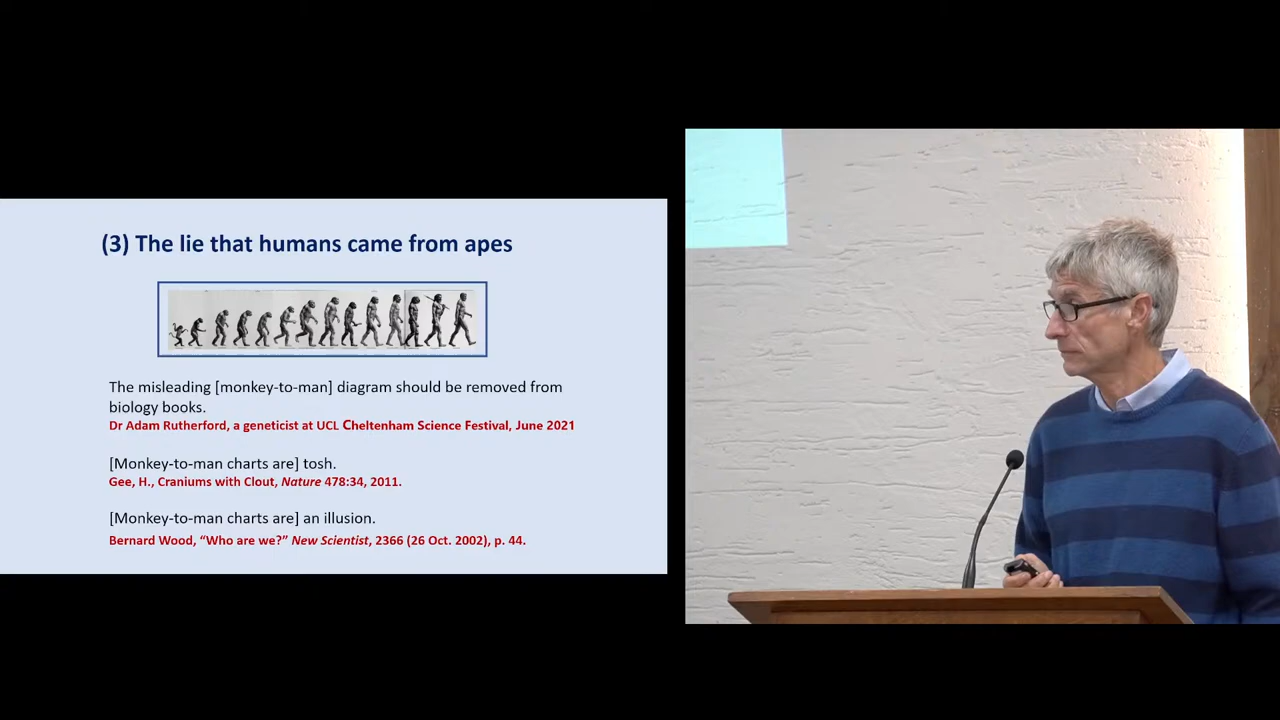 (3) The lie that humans came from apes
The misleading [monkey-to-man] diagram should be removed from
biology books.
Dr Adam Rutherford, a geneticist at UCL Cheltenham Science Festival, June 2021
[Monkey-to-man charts are] tosh.
Gee, H., Craniums with Clout, Nature 478:34, 2011.
[Monkey-to-man charts are] an illusion.
Bernard Wood, “Who are we?” New Scientist, 2366 (26 Oct. 2002), p. 44.